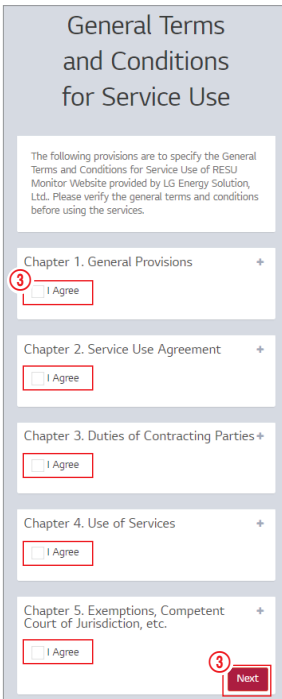 General Terms
and Conditions
for Service Use
The following provisions are to specify the General
Terms and Conditions for Service Use of RESU
Monitor Website provided by LG Energy Solution,
Ltd.. Please verify the general terms and conditions
before using the services.
Chapter 1. General Provisions +
③
I Agree
Chapter 2. Service Use Agreement +
I Agree
Chapter 3. Duties of Contracting Parties +
I Agree
Chapter 4. Use of Services +
I Agree
Chapter 5. Exemptions, Competent +
Court of Jurisdiction, etc.
I Agree
③
Next